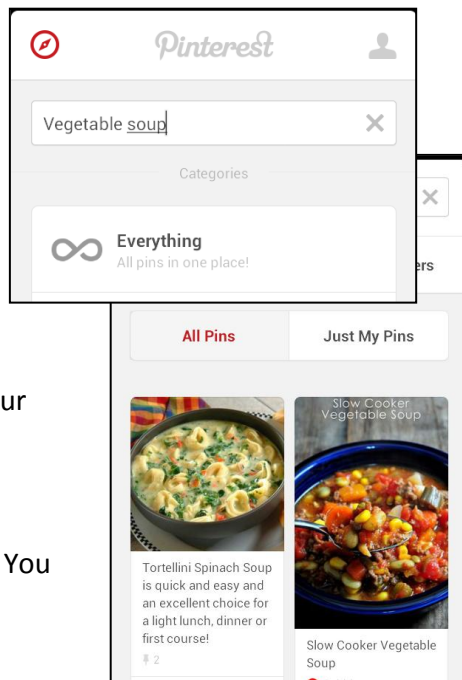 Pinterest
Vegetable soup
Categories
Everything
All pins in one place!
ers
All Pins
Just My Pins
ur
You
Tortellini Spinach Soup
is quick and easy and
an excellent choice for
a light lunch, dinner or
first course!
2
Slow Cooker
Vegetable Soup
Slow Cooker Vegetable
Soup